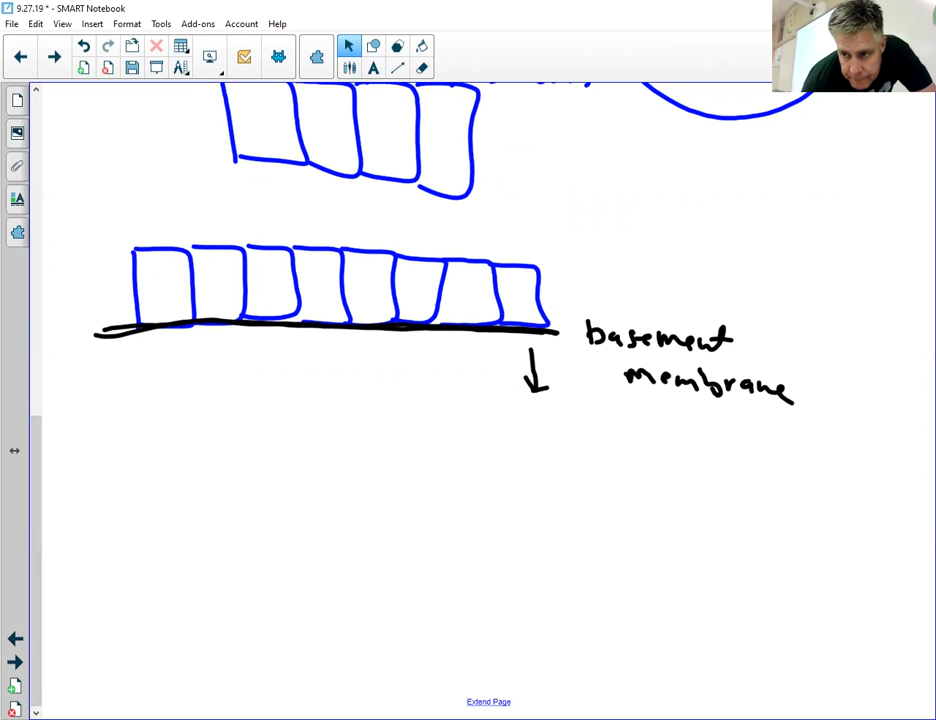 9.27.19 * - SMART Notebook
File Edit View Insert Format Tools Add-ons Account Help
basement
membrane
Extend Page